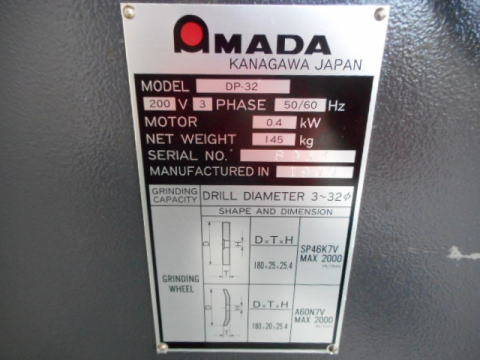 AMADA
KANAGAWA JAPAN
MODEL DP-32
200 V 3 PHASE 50/60 Hz
MOTOR 0.4 kW
NET WEIGHT 145 kg
SERIAL NO.
MANUFACTURED IN
GRINDING CAPACITY DRILL DIAMETER 3~32φ
SHAPE AND DIMENSION
GRINDING WHEEL
D T H
D×T×H
180×25×25.4
SP46K7V
MAX 2000
D T H
D×T×H
180×20×25.4
A60N7V
MAX 2000